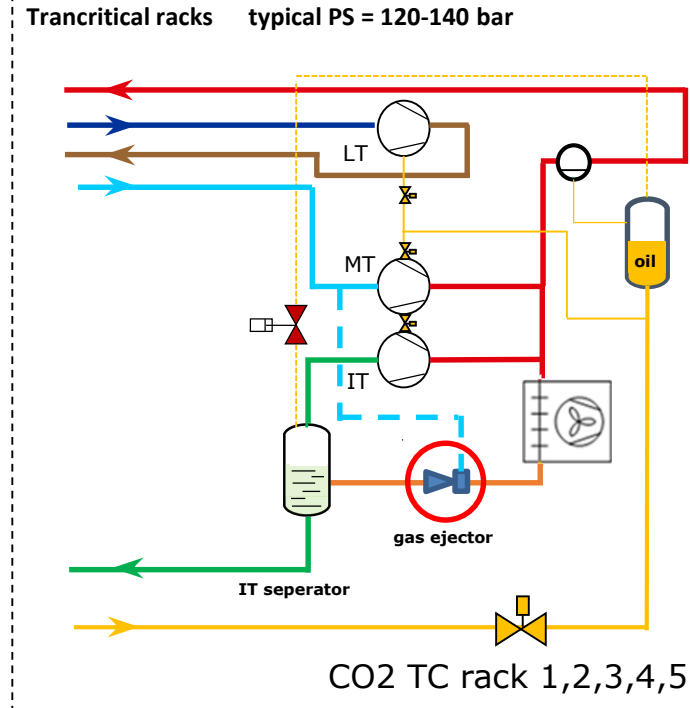 Trancritical racks typical PS = 120-140 bar
LT
MT
oil
IT
gas ejector
IT seperator
CO2 TC rack 1,2,3,4,5